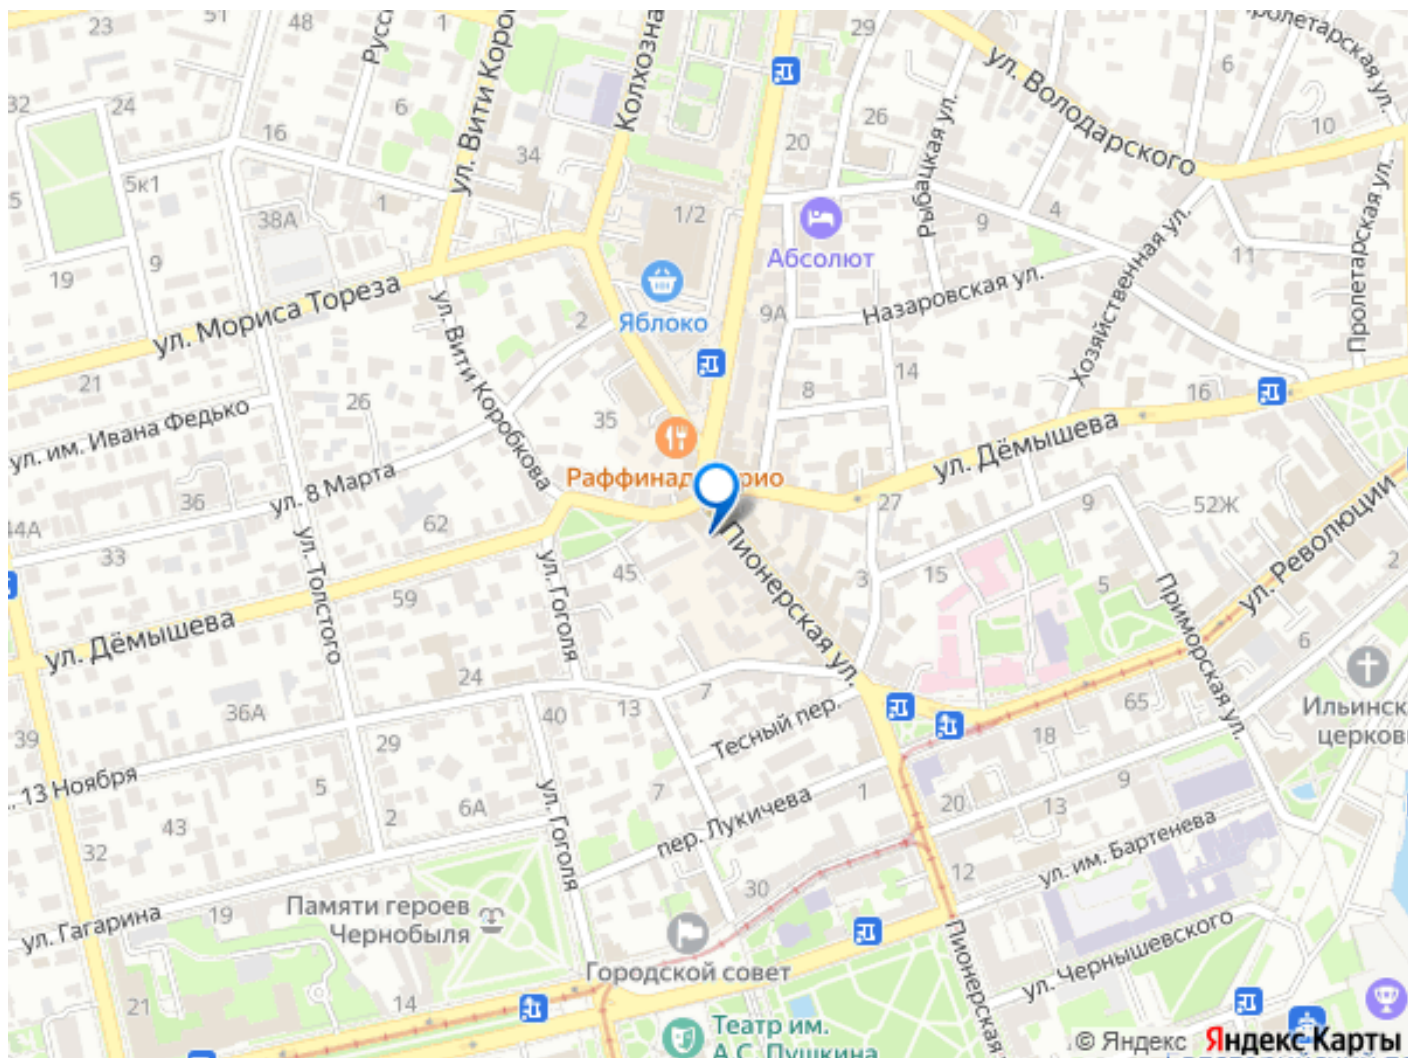 23
48
1
29
Русс
ул. Вити Короб
Колхозна
ул. Володарского
Пролетарская ул.
6
10
32
24
6
16
34
20
26
5к1
5
38А
1
1/2
Рыбацкая ул.
9
4
11
Хозяйственная ул.
Пролетарская ул.
Абсолют
19
9
ул. Мориса Тореза
ул. Вити Коробкова
Яблоко
2
9А
Назаровская ул.
21
14
8
16
ул. им. Ивана Федько
26
35
ул. Дёмышева
Раффинад
рио
ул. 8 Марта
36
62
27
9
52Ж
ул. Революции
44А
33
ул. Толстого
ул. Гоголя
45
Пионерская ул.
3
15
5
Приморская ул.
2
59
ул. Дёмышева
6
24
7
65
36А
40
13
Тесный пер.
18
Ильинск
церков
39
29
. 13 Ноября
5
6А
2
43
ул. Гоголя
7
пер. Лукичева
1
20
13
9
32
12
ул. им. Бартенева
30
ул. Гагарина
19
Памяти героев
Чернобыля
Городской совет
Пионерская
ул. Чернышевского
21
14
Театр им.
А.С. Пушкина
© Яндекс
Яндекс Карты